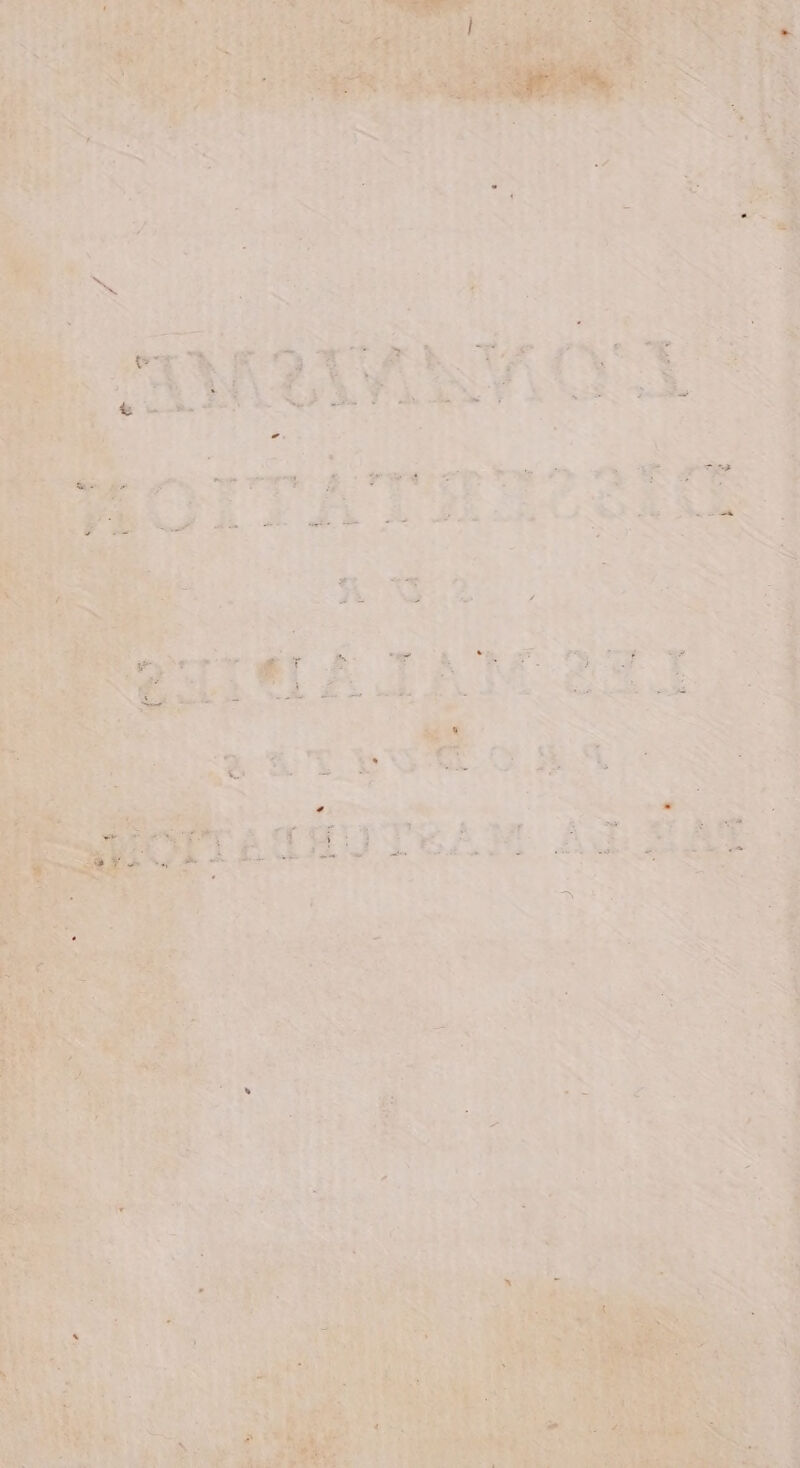 L'ONANISME,
DISSERTATION
SUR
LES MALADIES
PRODUITES
PAR LA MASTURBATION.